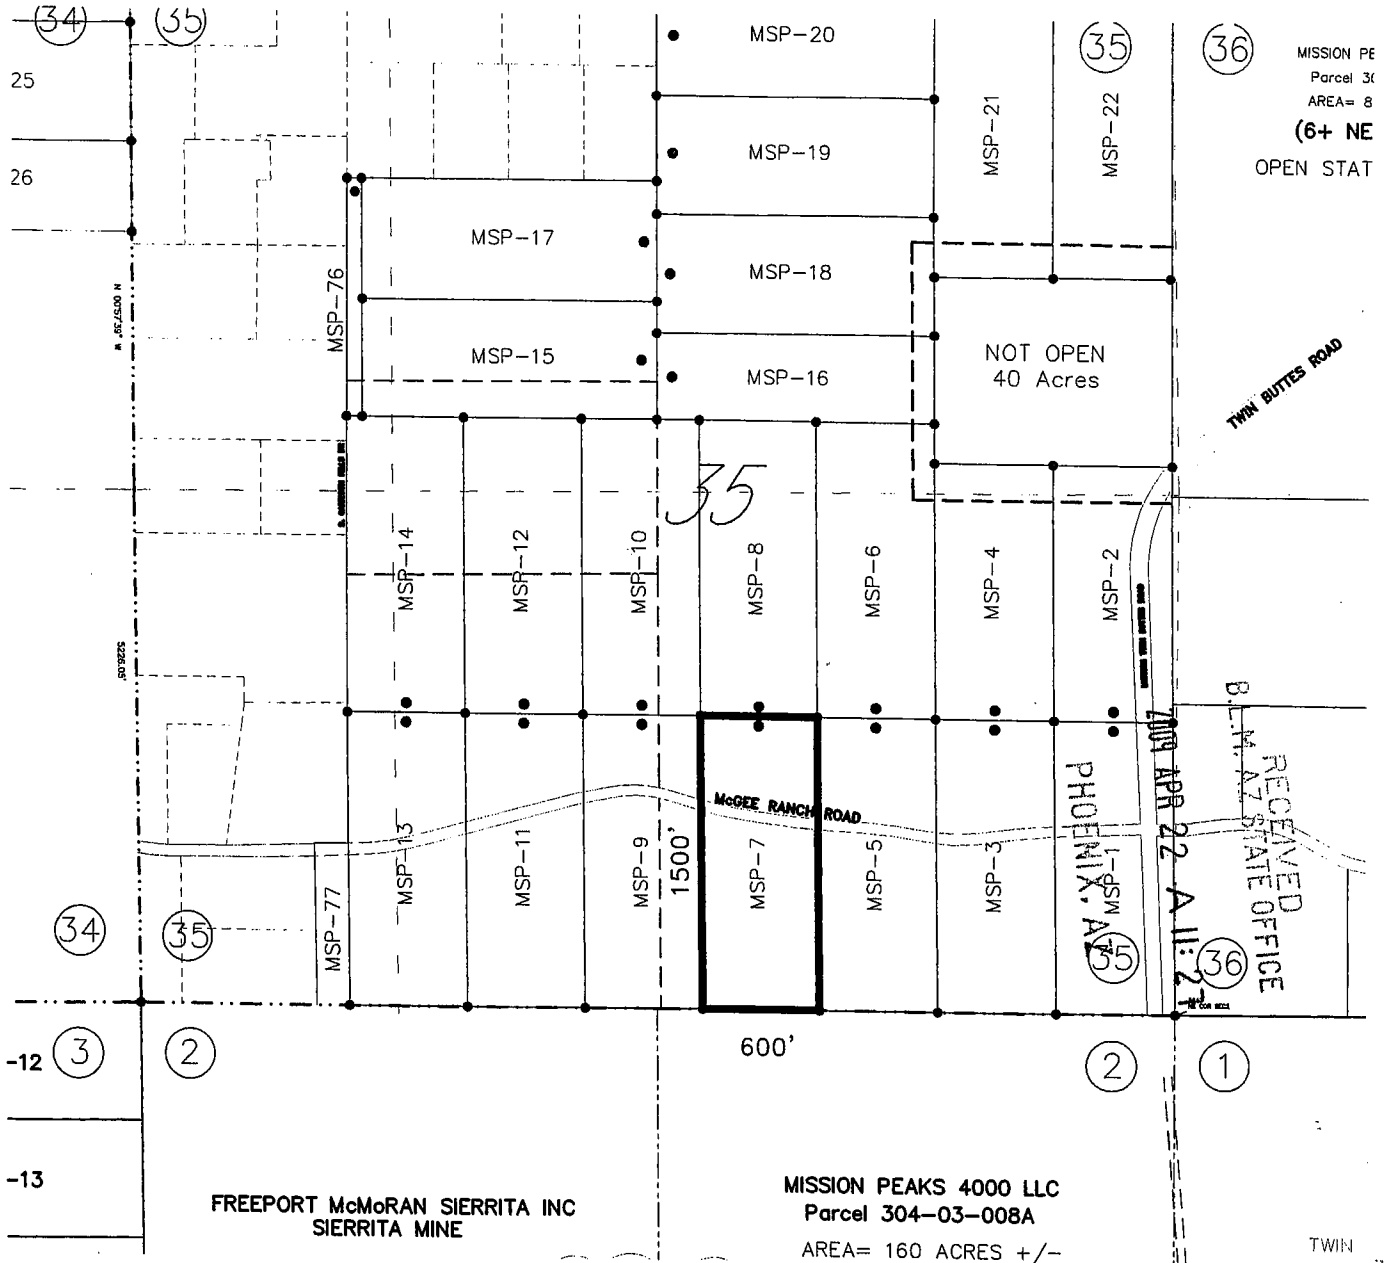 34
35
MSP-20
35
36
MISSION PE
Parcel 30
AREA= 8
(6+ NE
OPEN STAT
25
26
MSP-19
MSP-21
MSP-22
MSP-17
MSP-18
MSP-76
MSP-15
MSP-16
NOT OPEN
40 Acres
TWIN BUTTES ROAD
35
MSP-14
MSP-12
MSP-10
MSP-8
MSP-6
MSP-4
MSP-2
5226.05'
McGEE RANCH ROAD
MSP-77
MSP-13
MSP-11
MSP-9
1500'
MSP-7
MSP-5
MSP-3
MSP-1
RECEIVED
B.L.M. AZ STATE OFFICE
2009 APR 22 A 11: 27
PHOENIX, AZ
34
35
35
36
600'
3
2
2
1
-12
-13
FREEPORT McMoRAN SIERRITA INC
SIERRITA MINE
MISSION PEAKS 4000 LLC
Parcel 304-03-008A
AREA= 160 ACRES +/-
TWIN